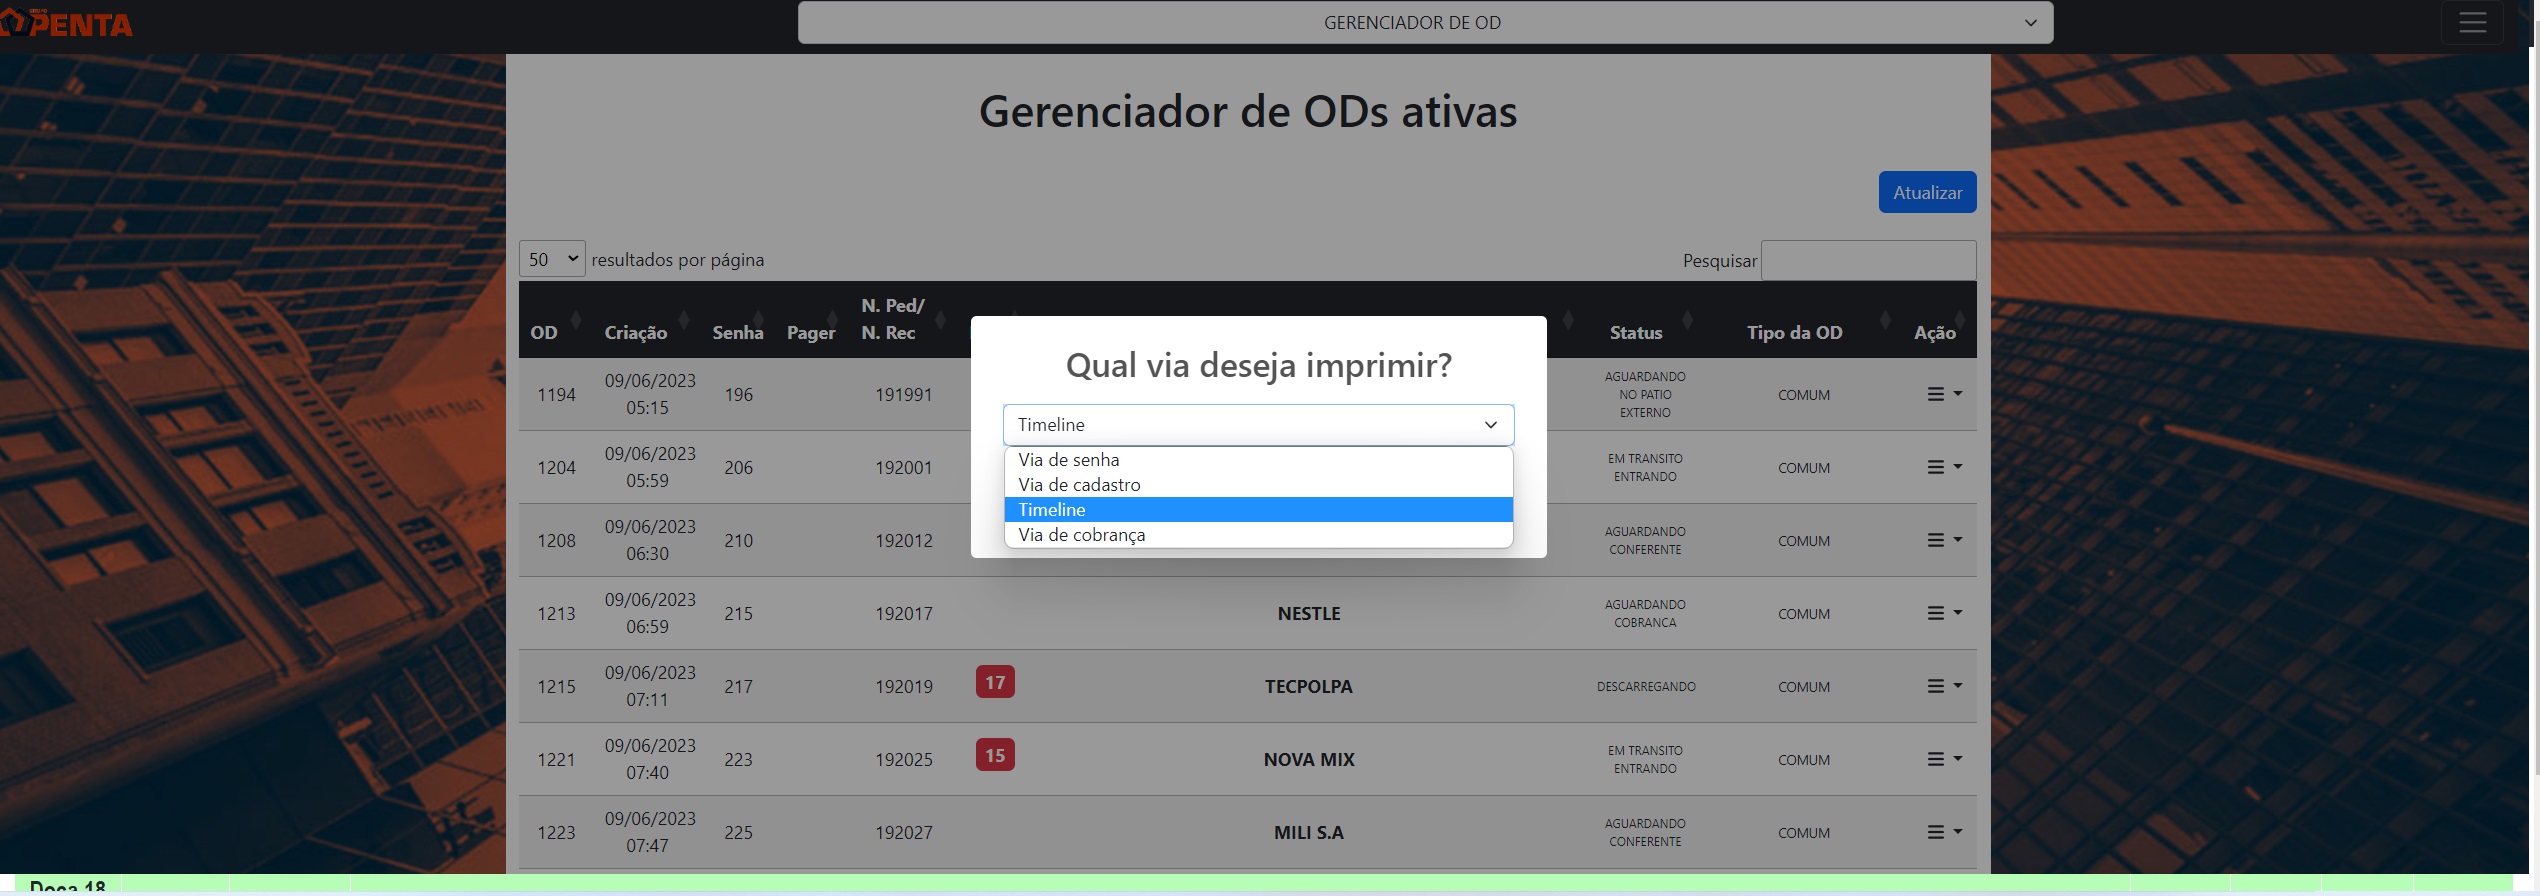 PENTA
GERENCIADOR DE OD
Gerenciador de ODs ativas
Atualizar
50 resultados por página
Pesquisar
OD Criação Senha Pager N. Ped/ N. Rec Status Tipo da OD Ação
Qual via deseja imprimir?
Timeline
Via de senha
Via de cadastro
Timeline
Via de cobrança
1194 09/06/2023 05:15 196 191991 AGUARDANDO NO PATIO EXTERNO COMUM
1204 09/06/2023 05:59 206 192001 EM TRANSITO ENTRANDO COMUM
1208 09/06/2023 06:30 210 192012 AGUARDANDO CONFERENTE COMUM
1213 09/06/2023 06:59 215 192017 NESTLE AGUARDANDO COBRANCA COMUM
1215 09/06/2023 07:11 217 192019 17 TECPOLPA DESCARREGANDO COMUM
1221 09/06/2023 07:40 223 192025 15 NOVA MIX EM TRANSITO ENTRANDO COMUM
1223 09/06/2023 07:47 225 192027 MILI S.A AGUARDANDO CONFERENTE COMUM
Doca 18